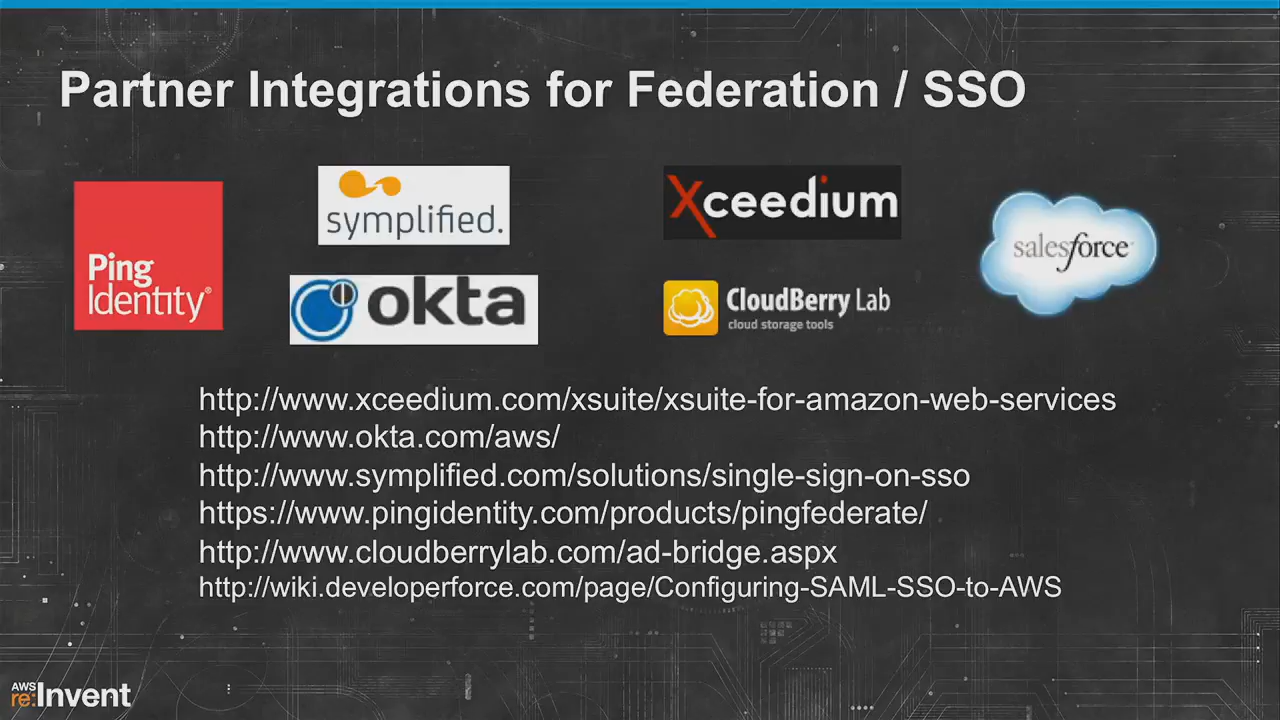 Partner Integrations for Federation / SSO
Ping
Identity®
symplified.
okta
Xceedium
CloudBerry Lab
cloud storage tools
salesforce
http://www.xceedium.com/xsuite/xsuite-for-amazon-web-services
http://www.okta.com/aws/
http://www.symplified.com/solutions/single-sign-on-sso
https://www.pingidentity.com/products/pingfederate/
http://www.cloudberrylab.com/ad-bridge.aspx
http://wiki.developerforce.com/page/Configuring-SAML-SSO-to-AWS
AWS
re:Invent